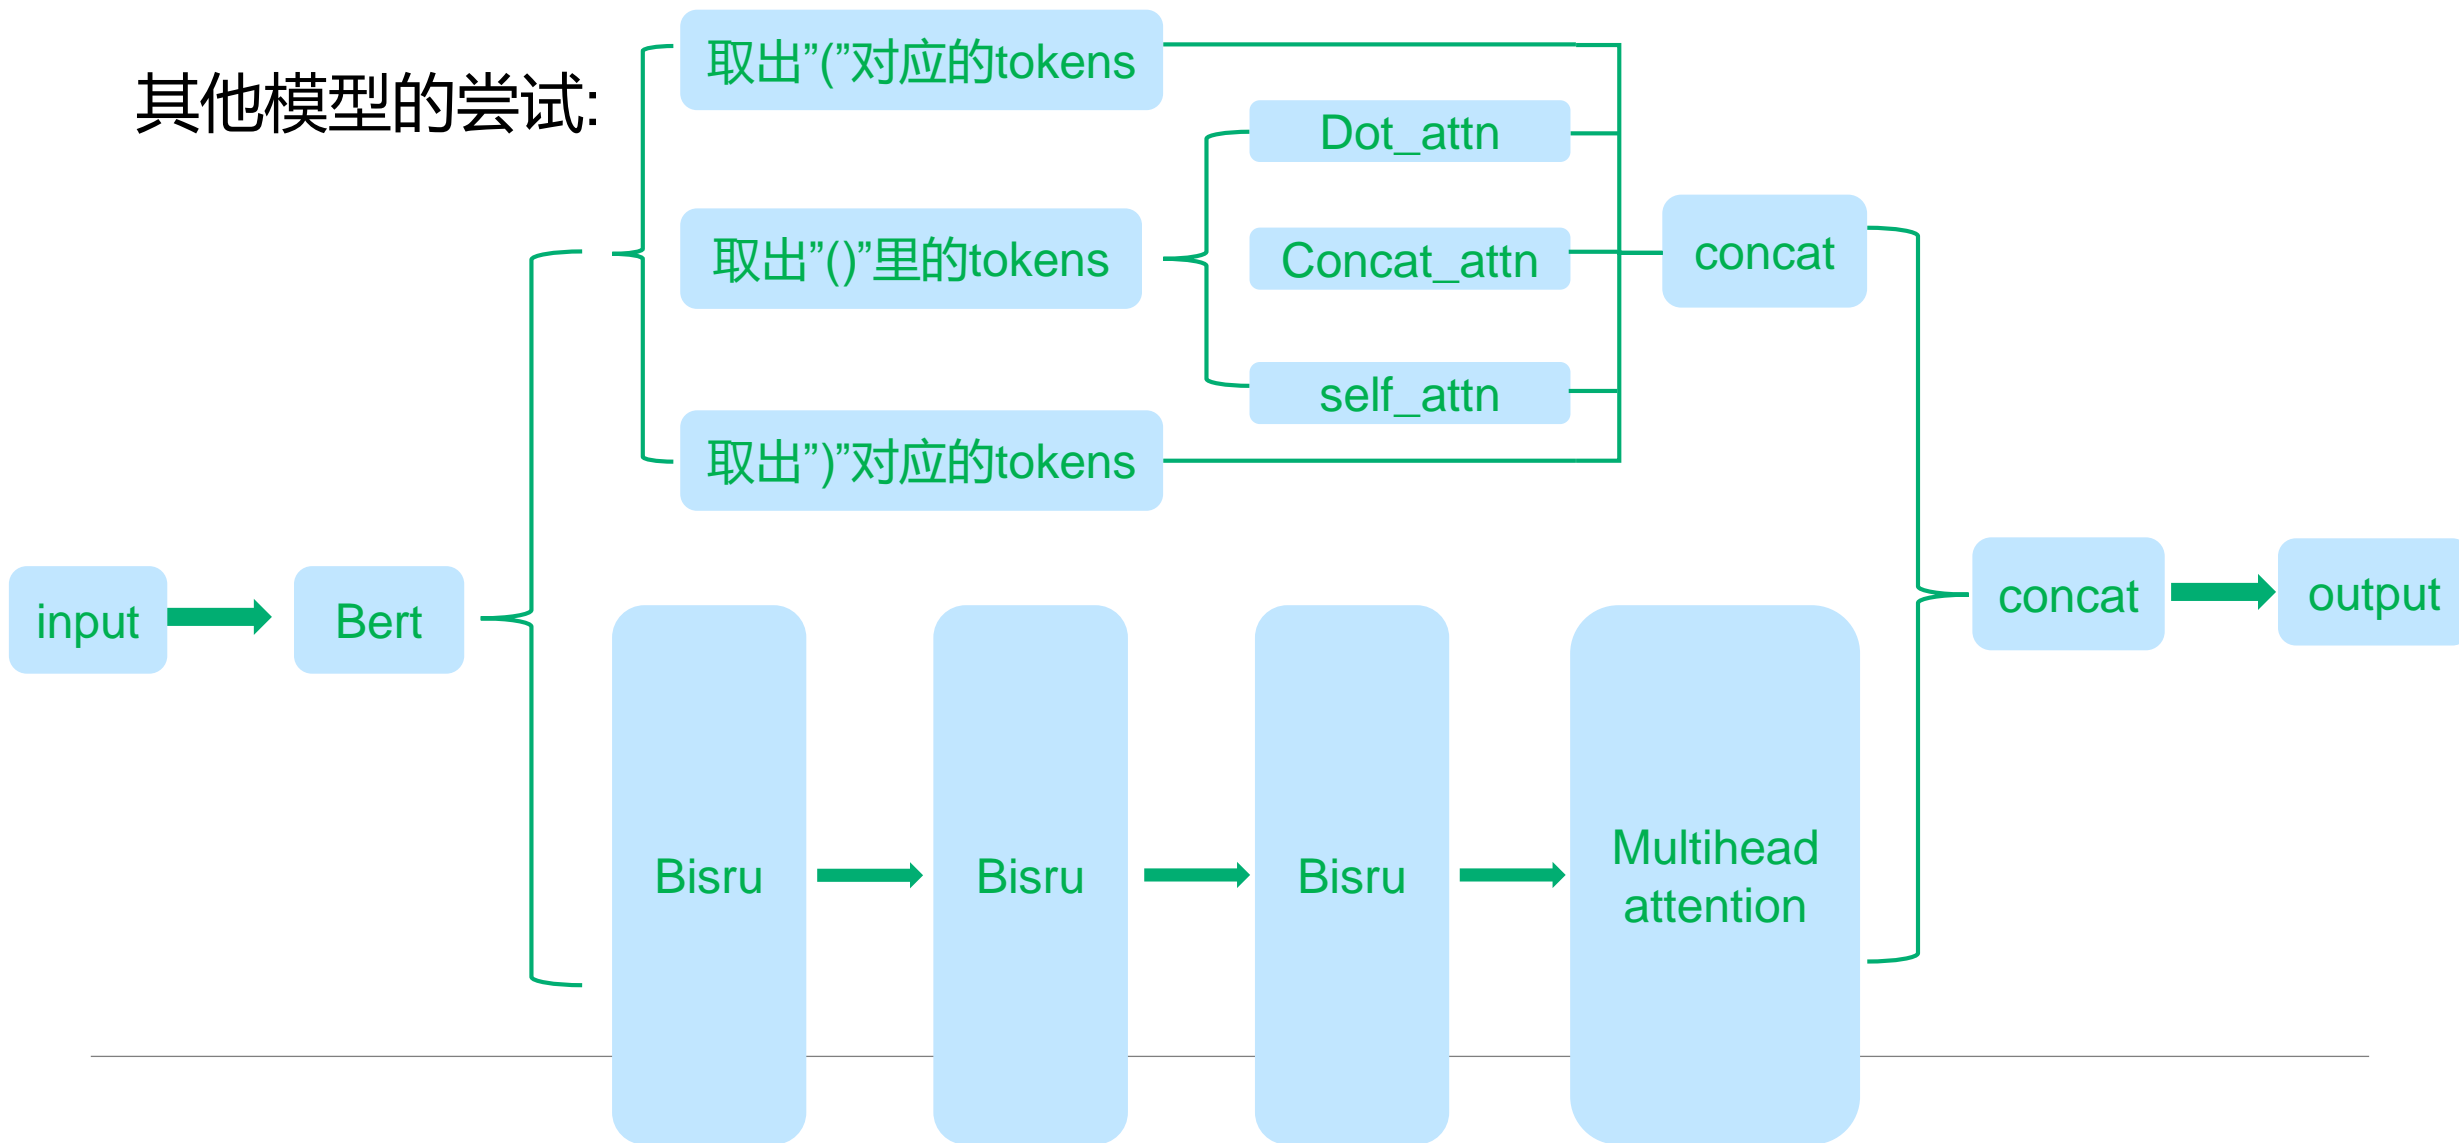 其他模型的尝试:
取出”(”对应的tokens
取出”()”里的tokens
取出”)”对应的tokens
Dot_attn
Concat_attn
self_attn
concat
input
Bert
Bisru
Bisru
Bisru
Multihead
attention
concat
output